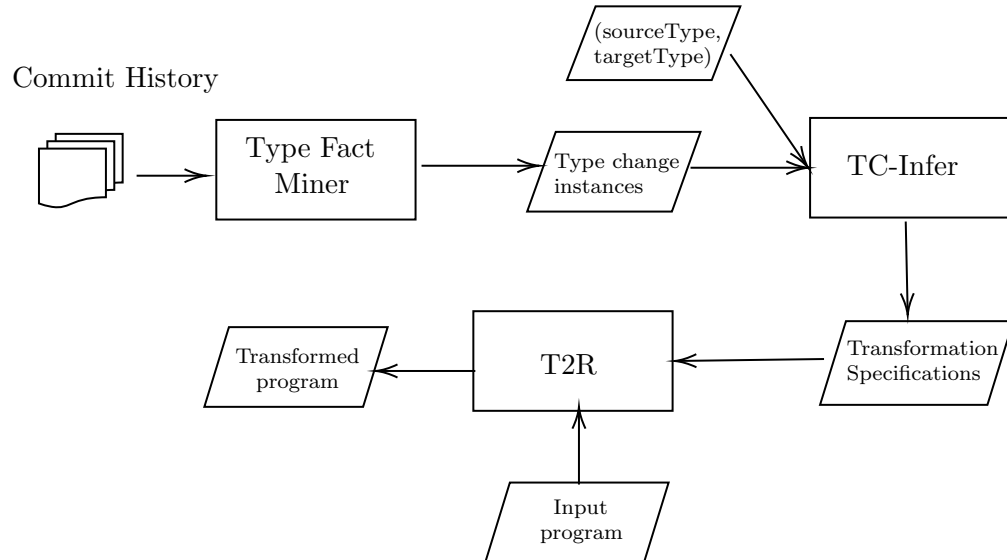 (sourceType,
targetType)
Commit History
Type Fact
Miner
Type change
instances
TC-Infer
Transformed
program
T2R
Transformation
Specifications
Input
program